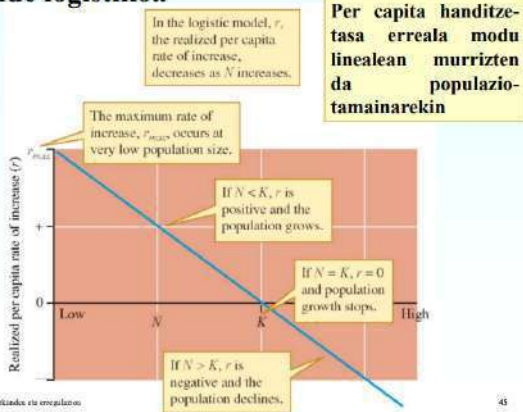 In the logistic model, r,
the realized per capita
rate of increase,
decreases as N increases.
Per capita handitze-
tasa erreala modu
linealean murrizten
da populazio-
tamainarekin
The maximum rate of
increase, rmax, occurs at
very low population size.
rmax
If N < K, r is
positive and the
population grows.
+
If N = K, r = 0
and population
growth stops.
0
Low
N
K
High
If N > K, r is
negative and the
population declines.
–
Realized per capita rate of increase (r)
eta erregulazioa
45